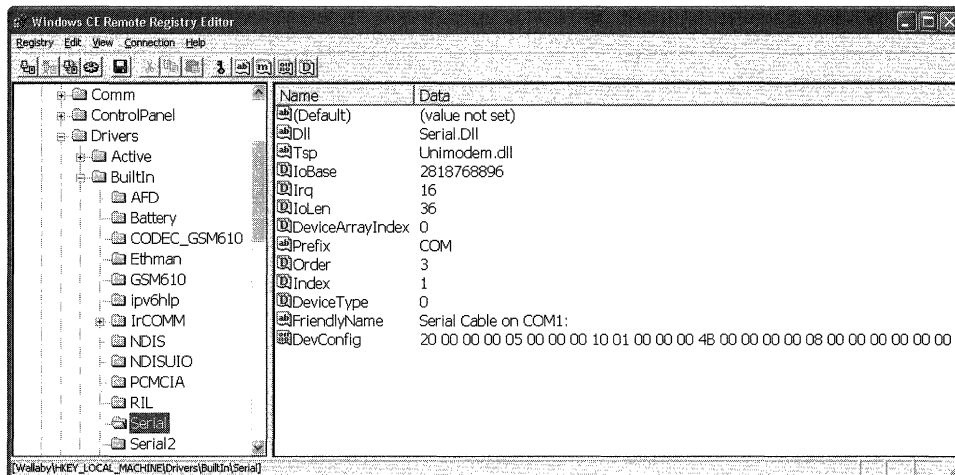 Windows CE Remote Registry Editor
Registry Edit View Connection Help
Comm
ControlPanel
Drivers
Active
BuiltIn
AFD
Battery
CODEC_GSM610
Ethman
GSM610
ipv6hlp
IrCOMM
NDIS
NDISUIO
PCMCIA
RIL
Serial
Serial2
Name Data
(Default) (value not set)
Dll Serial.Dll
Tsp Unimodem.dll
IoBase 2818768896
Irq 16
IoLen 36
DeviceArrayIndex 0
Prefix COM
Order 3
Index 1
DeviceType 0
FriendlyName Serial Cable on COM1:
DevConfig 20 00 00 00 05 00 00 00 10 01 00 00 00 4B 00 00 00 00 08 00 00 00 00 00 00
[Wallaby\HKEY_LOCAL_MACHINE\Drivers\BuiltIn\Serial]